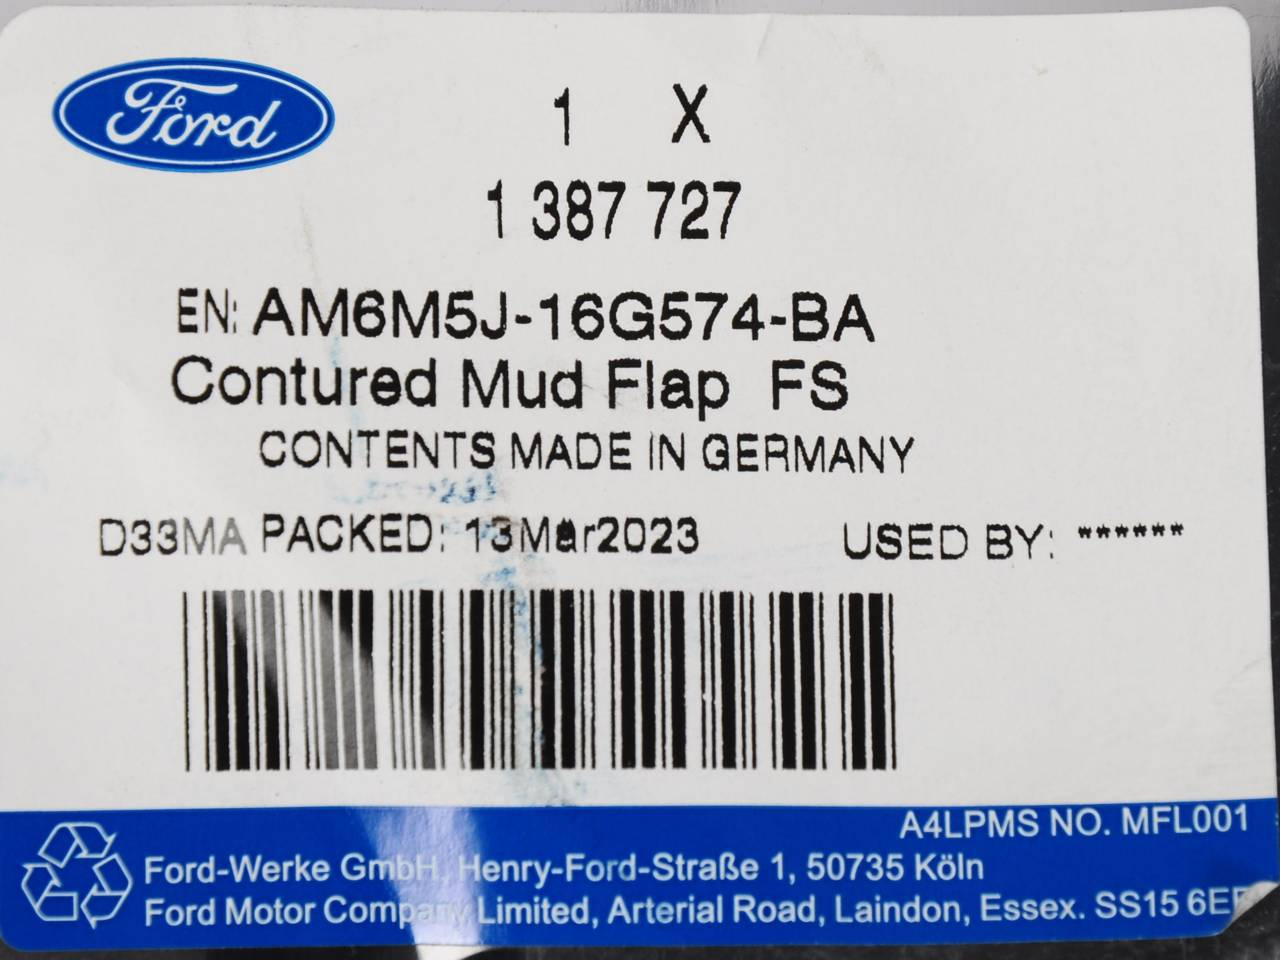 Ford
1 X
1 387 727
EN: AM6M5J-16G574-BA
Contured Mud Flap FS
CONTENTS MADE IN GERMANY
D33MA PACKED: 13Mar2023 USED BY: ******
A4LPMS NO. MFL001
Ford-Werke GmbH, Henry-Ford-Straße 1, 50735 Köln
Ford Motor Company Limited, Arterial Road, Laindon, Essex. SS15 6EE